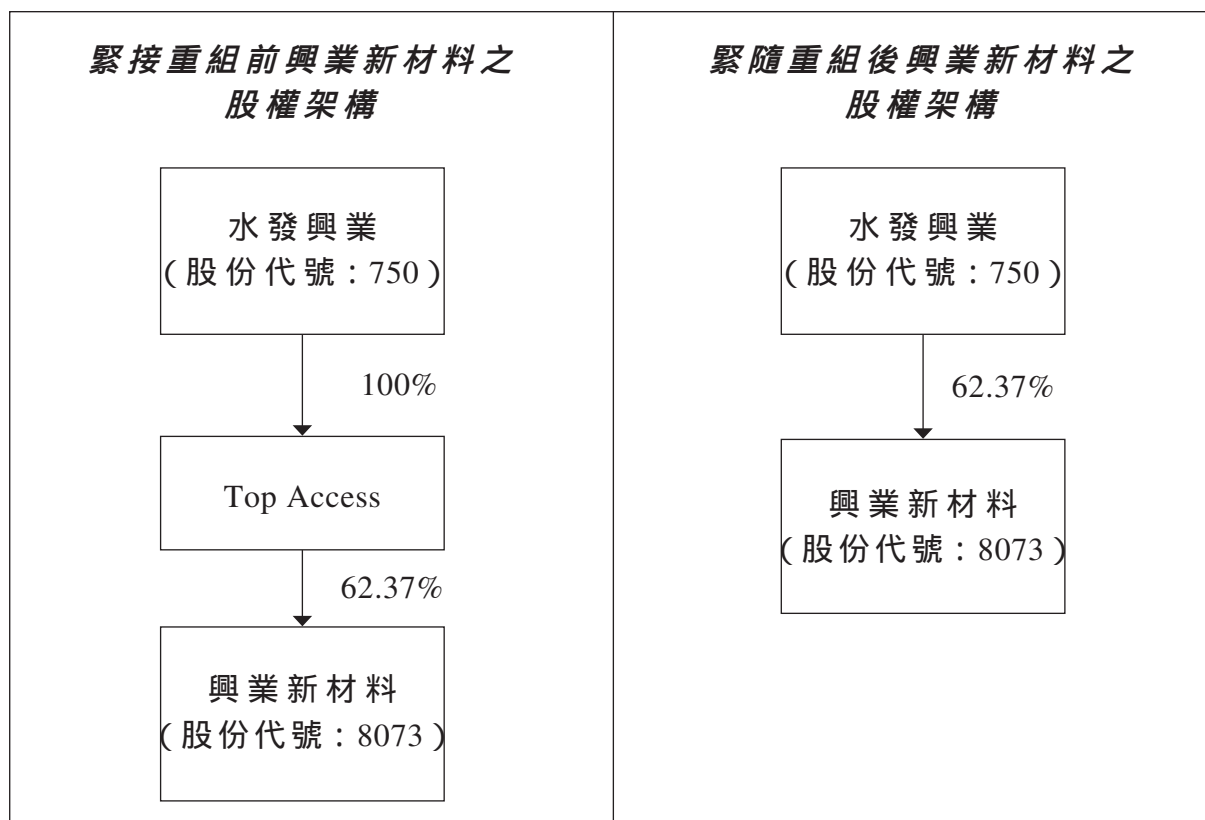 緊接重組前興業新材料之
股權架構
水發興業
(股份代號:750)
100%
Top Access
62.37%
興業新材料
(股份代號:8073)
緊隨重組後興業新材料之
股權架構
水發興業
(股份代號:750)
62.37%
興業新材料
(股份代號:8073)